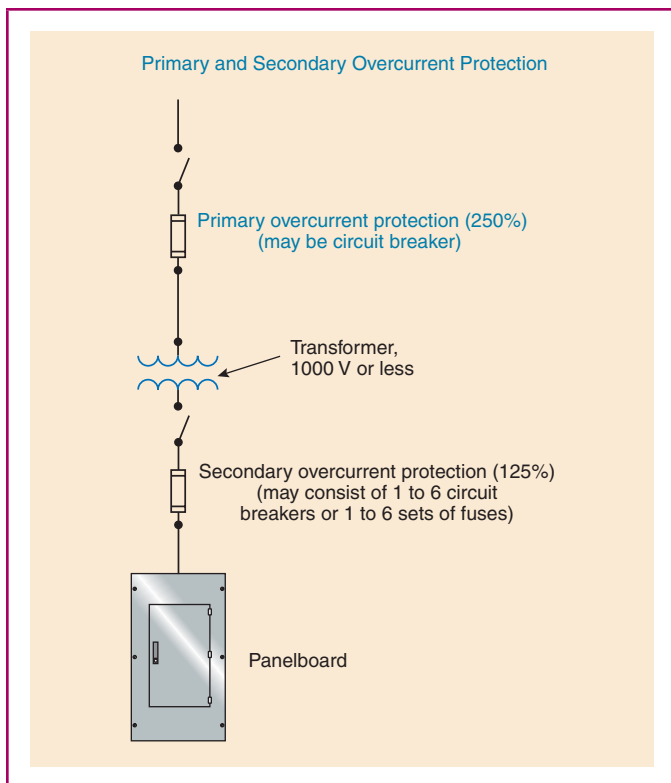 Primary and Secondary Overcurrent Protection
Primary overcurrent protection (250%)
(may be circuit breaker)
Transformer,
1000 V or less
Secondary overcurrent protection (125%)
(may consist of 1 to 6 circuit
breakers or 1 to 6 sets of fuses)
Panelboard